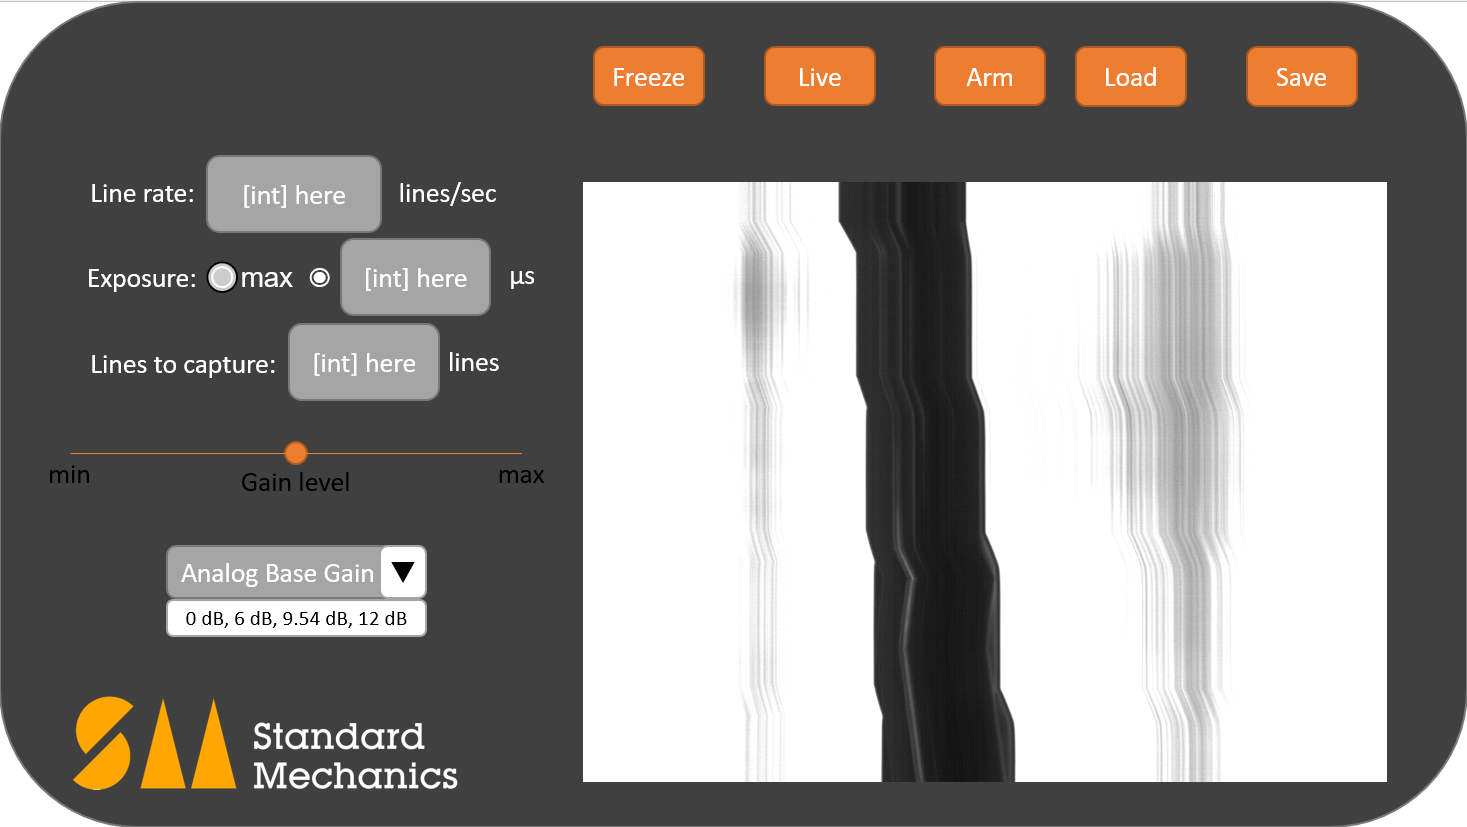 Freeze
Live
Arm
Load
Save
Line rate: [int] here lines/sec
Exposure: max [int] here µs
Lines to capture: [int] here lines
min
Gain level
max
Analog Base Gain
0 dB, 6 dB, 9.54 dB, 12 dB
SM
Standard
Mechanics